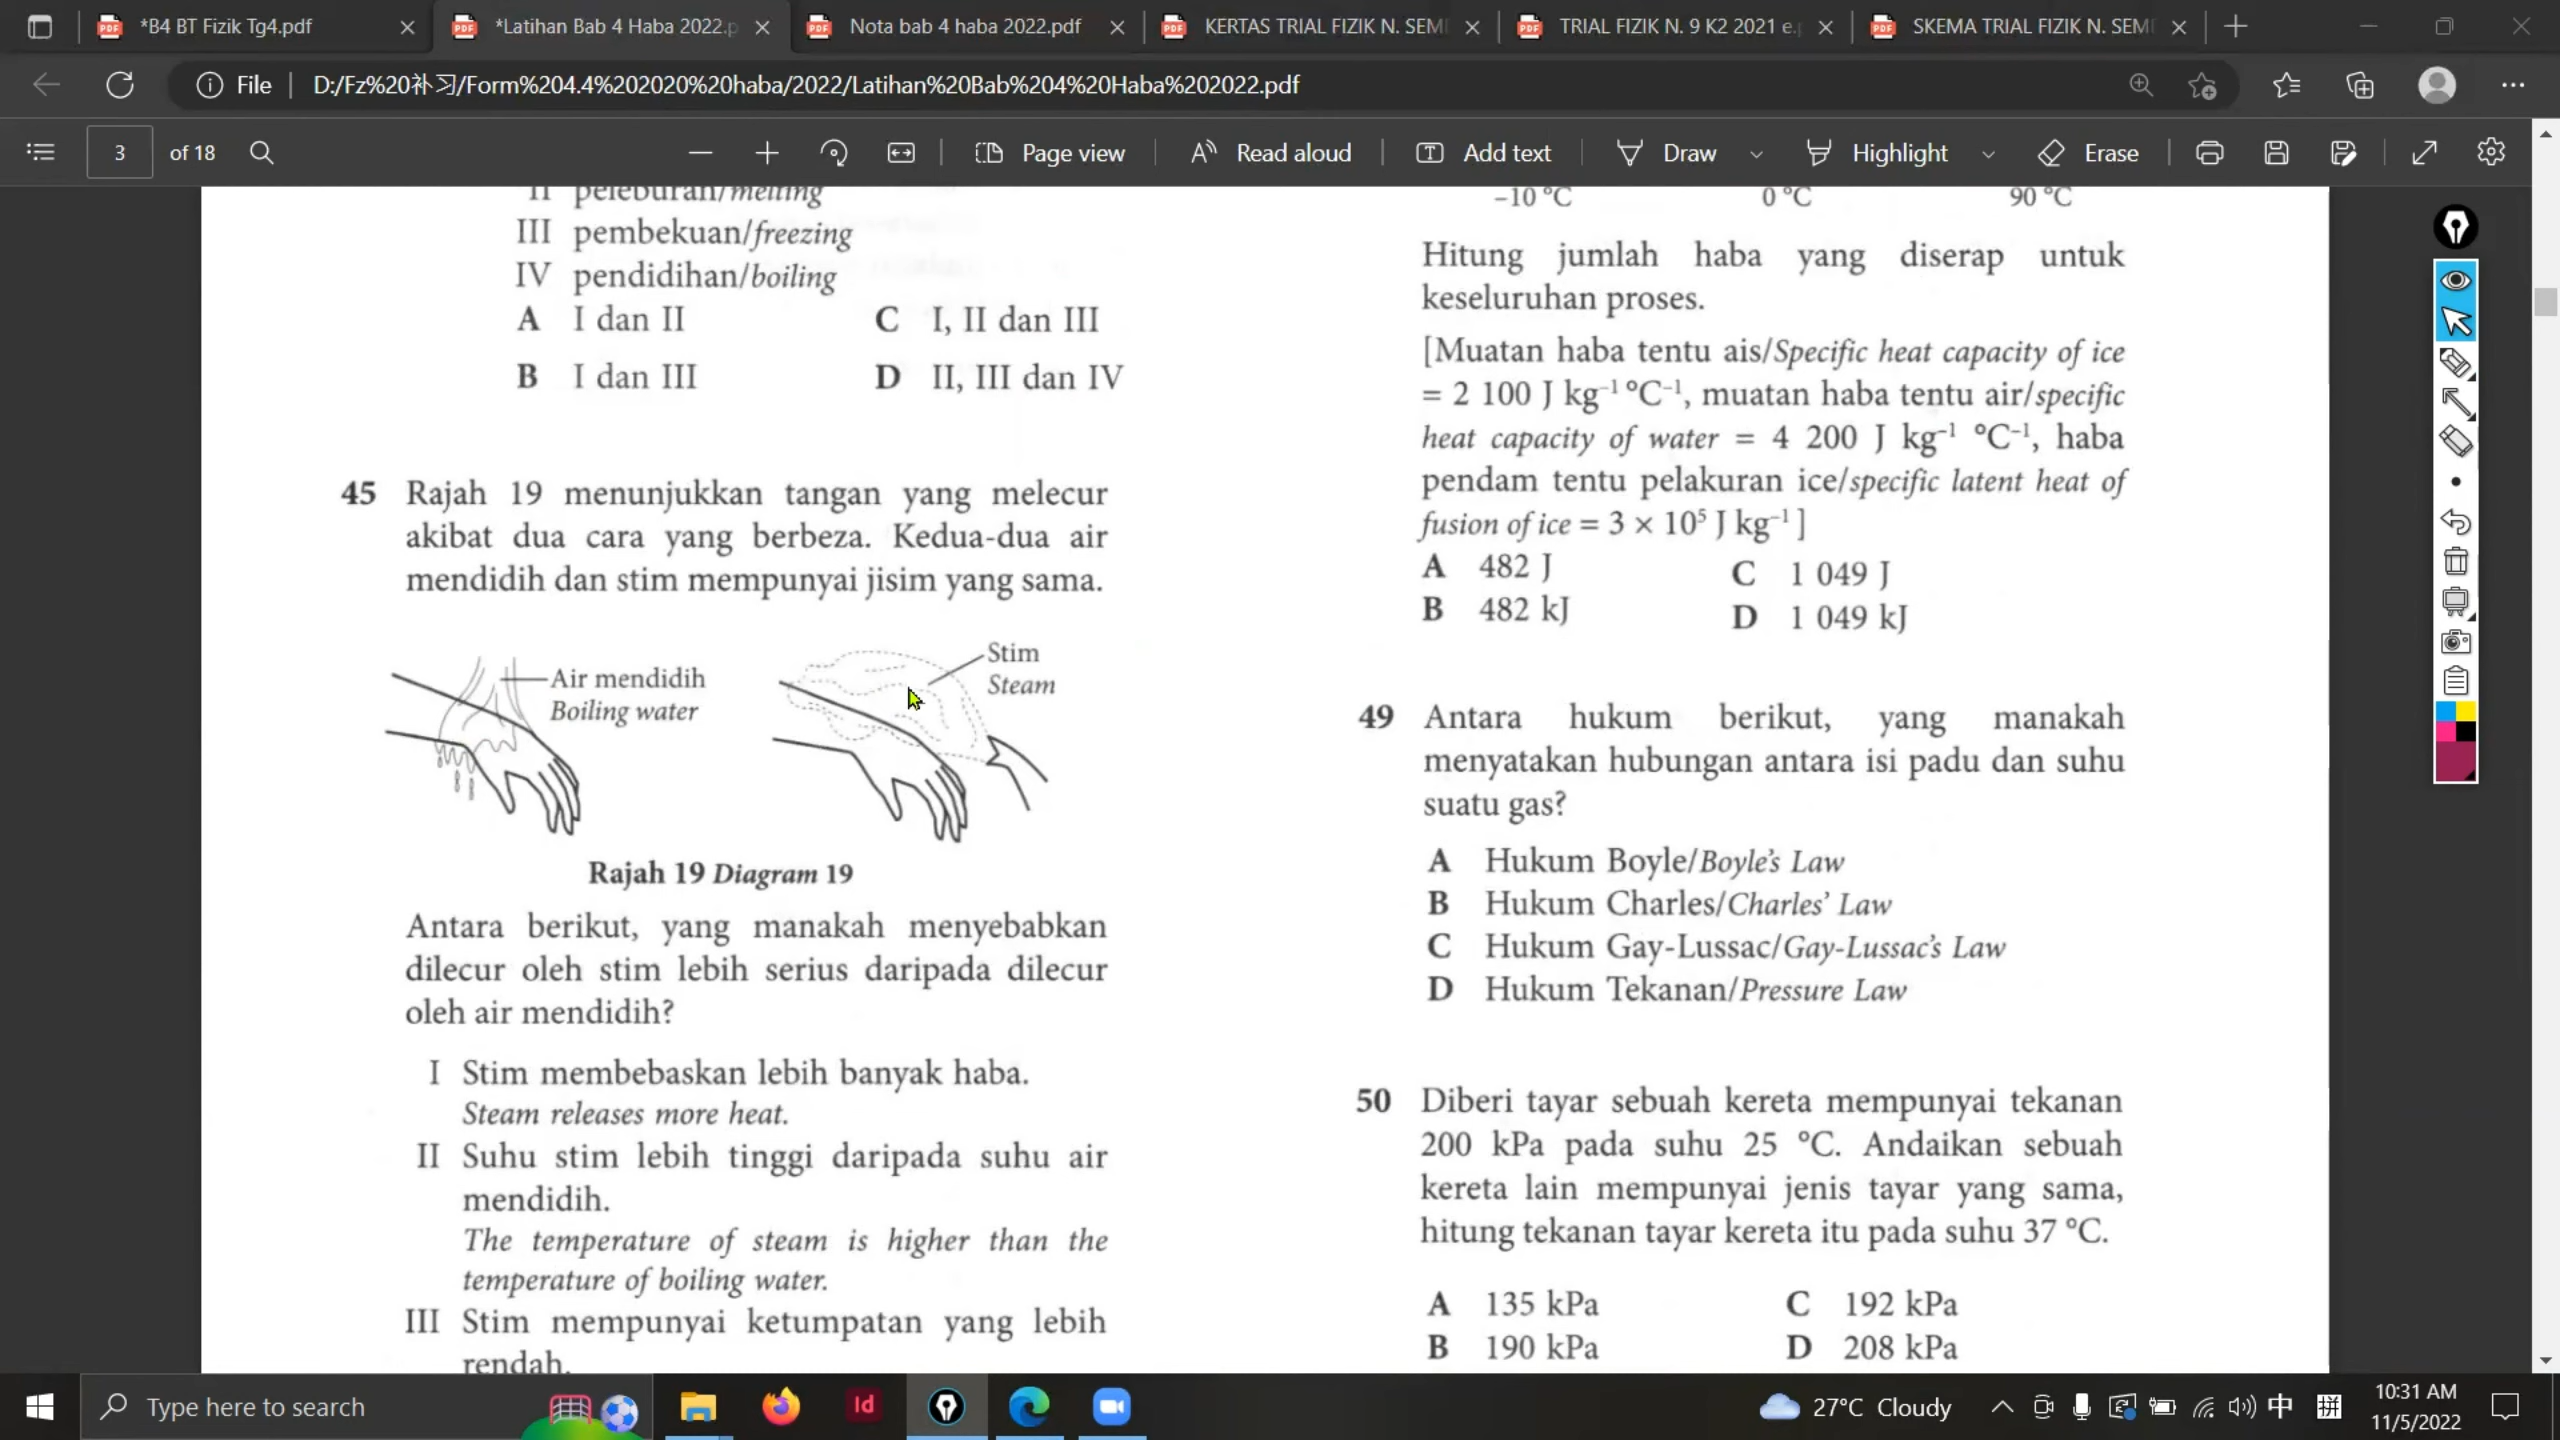 *B4 BT Fizik Tg4.pdf
*Latihan Bab 4 Haba 2022.p
Nota bab 4 haba 2022.pdf
KERTAS TRIAL FIZIK N. SEM
TRIAL FIZIK N. 9 K2 2021 e.
SKEMA TRIAL FIZIK N. SEM
File
D:/Fz%20补习/Form%204.4%202020%20haba/2022/Latihan%20Bab%204%20Haba%202022.pdf
3 of 18
Page view
Read aloud
Add text
Draw
Highlight
Erase
II peleburan/melting
III pembekuan/freezing
IV pendidihan/boiling
A I dan II
C I, II dan III
B I dan III
D II, III dan IV
45 Rajah 19 menunjukkan tangan yang melecur
akibat dua cara yang berbeza. Kedua-dua air
mendidih dan stim mempunyai jisim yang sama.
Air mendidih
Boiling water
Stim
Steam
Rajah 19 Diagram 19
Antara berikut, yang manakah menyebabkan
dilecur oleh stim lebih serius daripada dilecur
oleh air mendidih?
I Stim membebaskan lebih banyak haba.
Steam releases more heat.
II Suhu stim lebih tinggi daripada suhu air
mendidih.
The temperature of steam is higher than the
temperature of boiling water.
III Stim mempunyai ketumpatan yang lebih
rendah.
–10 °C 0 °C 90 °C
Hitung jumlah haba yang diserap untuk
keseluruhan proses.
[Muatan haba tentu ais/Specific heat capacity of ice
= 2 100 J kg⁻¹ °C⁻¹, muatan haba tentu air/specific
heat capacity of water = 4 200 J kg⁻¹ °C⁻¹, haba
pendam tentu pelakuran ice/specific latent heat of
fusion of ice = 3 × 10⁵ J kg⁻¹]
A 482 J
C 1 049 J
B 482 kJ
D 1 049 kJ
49 Antara hukum berikut, yang manakah
menyatakan hubungan antara isi padu dan suhu
suatu gas?
A Hukum Boyle/Boyle's Law
B Hukum Charles/Charles' Law
C Hukum Gay-Lussac/Gay-Lussac's Law
D Hukum Tekanan/Pressure Law
50 Diberi tayar sebuah kereta mempunyai tekanan
200 kPa pada suhu 25 °C. Andaikan sebuah
kereta lain mempunyai jenis tayar yang sama,
hitung tekanan tayar kereta itu pada suhu 37 °C.
A 135 kPa
C 192 kPa
B 190 kPa
D 208 kPa
Type here to search
Id
27°C Cloudy
中
拼
10:31 AM
11/5/2022